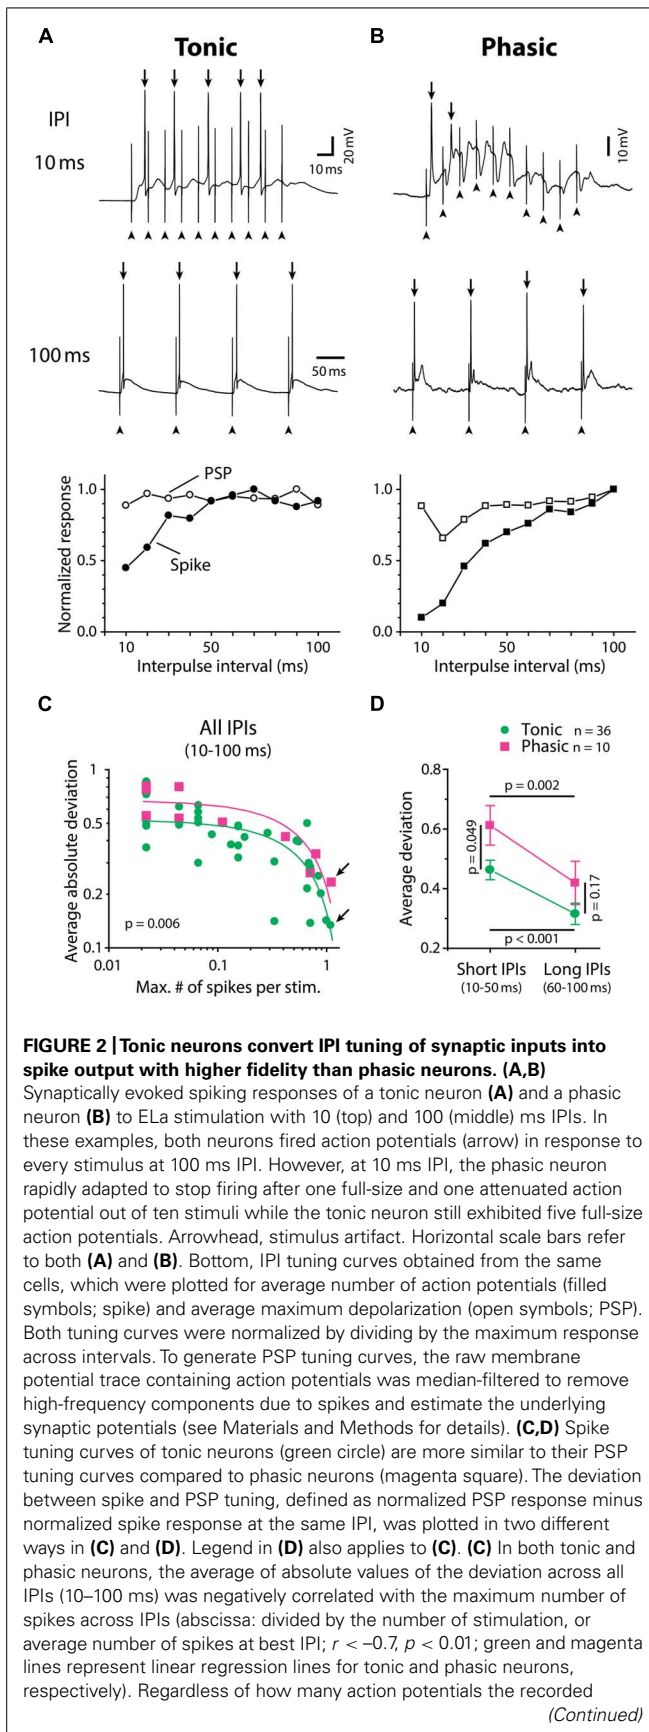 A
Tonic
B
Phasic
IPI
10 ms
10 ms
20 mV
10 mV
100 ms
50 ms
Normalized response
1.0
0.5
0.0
PSP
Spike
10
50
100
Interpulse interval (ms)
1.0
0.5
0.0
10
50
100
Interpulse interval (ms)
C
All IPIs
(10-100 ms)
Average absolute deviation
1
0.5
0.2
0.1
p = 0.006
0.01
0.1
1
Max. # of spikes per stim.
D
Tonic n = 36
Phasic n = 10
Average deviation
0.8
0.6
0.4
0.2
p = 0.002
p = 0.049
p = 0.17
p < 0.001
Short IPIs
(10-50 ms)
Long IPIs
(60-100 ms)
FIGURE 2 | Tonic neurons convert IPI tuning of synaptic inputs into
spike output with higher fidelity than phasic neurons. (A,B)
Synaptically evoked spiking responses of a tonic neuron (A) and a phasic
neuron (B) to ELa stimulation with 10 (top) and 100 (middle) ms IPIs. In
these examples, both neurons fired action potentials (arrow) in response to
every stimulus at 100 ms IPI. However, at 10 ms IPI, the phasic neuron
rapidly adapted to stop firing after one full-size and one attenuated action
potential out of ten stimuli while the tonic neuron still exhibited five full-size
action potentials. Arrowhead, stimulus artifact. Horizontal scale bars refer
to both (A) and (B). Bottom, IPI tuning curves obtained from the same
cells, which were plotted for average number of action potentials (filled
symbols; spike) and average maximum depolarization (open symbols; PSP).
Both tuning curves were normalized by dividing by the maximum response
across intervals. To generate PSP tuning curves, the raw membrane
potential trace containing action potentials was median-filtered to remove
high-frequency components due to spikes and estimate the underlying
synaptic potentials (see Materials and Methods for details). (C,D) Spike
tuning curves of tonic neurons (green circle) are more similar to their PSP
tuning curves compared to phasic neurons (magenta square). The deviation
between spike and PSP tuning, defined as normalized PSP response minus
normalized spike response at the same IPI, was plotted in two different
ways in (C) and (D). Legend in (D) also applies to (C). (C) In both tonic and
phasic neurons, the average of absolute values of the deviation across all
IPIs (10–100 ms) was negatively correlated with the maximum number of
spikes across IPIs (abscissa: divided by the number of stimulation, or
average number of spikes at best IPI; r < –0.7, p < 0.01; green and magenta
lines represent linear regression lines for tonic and phasic neurons,
respectively). Regardless of how many action potentials the recorded
(Continued)